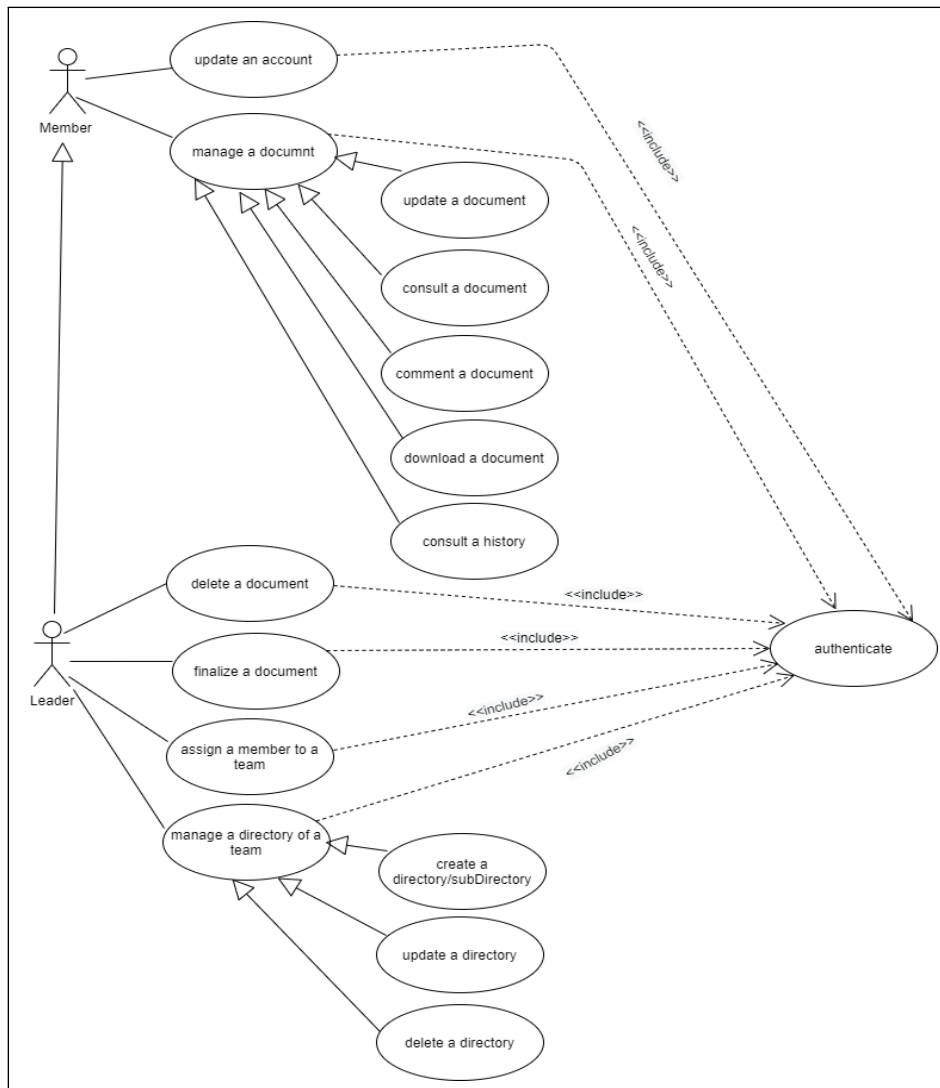 update an account
Member
<<include>>
manage a documnt
update a document
<<include>>
consult a document
comment a document
download a document
consult a history
delete a document
<<include>>
<<include>>
authenticate
finalize a document
Leader
<<include>>
assign a member to a
team
<<include>>
manage a directory of a
team
create a
directory/subDirectory
update a directory
delete a directory